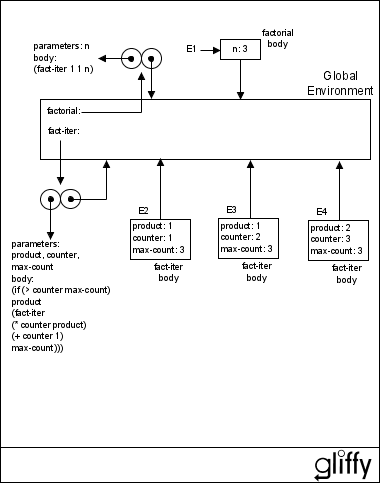 parameters: n
body:
(fact-iter 1 1 n)
E1
n: 3
factorial
body
Global
Environment
factorial:
fact-iter:
parameters:
product, counter,
max-count
body:
(if (> counter max-count)
product
(fact-iter
(* counter product)
(+ counter 1)
max-count)))
E2
product: 1
counter: 1
max-count: 3
fact-iter
body
E3
product: 1
counter: 2
max-count: 3
fact-iter
body
E4
product: 2
counter: 3
max-count: 3
fact-iter
body
gliffy